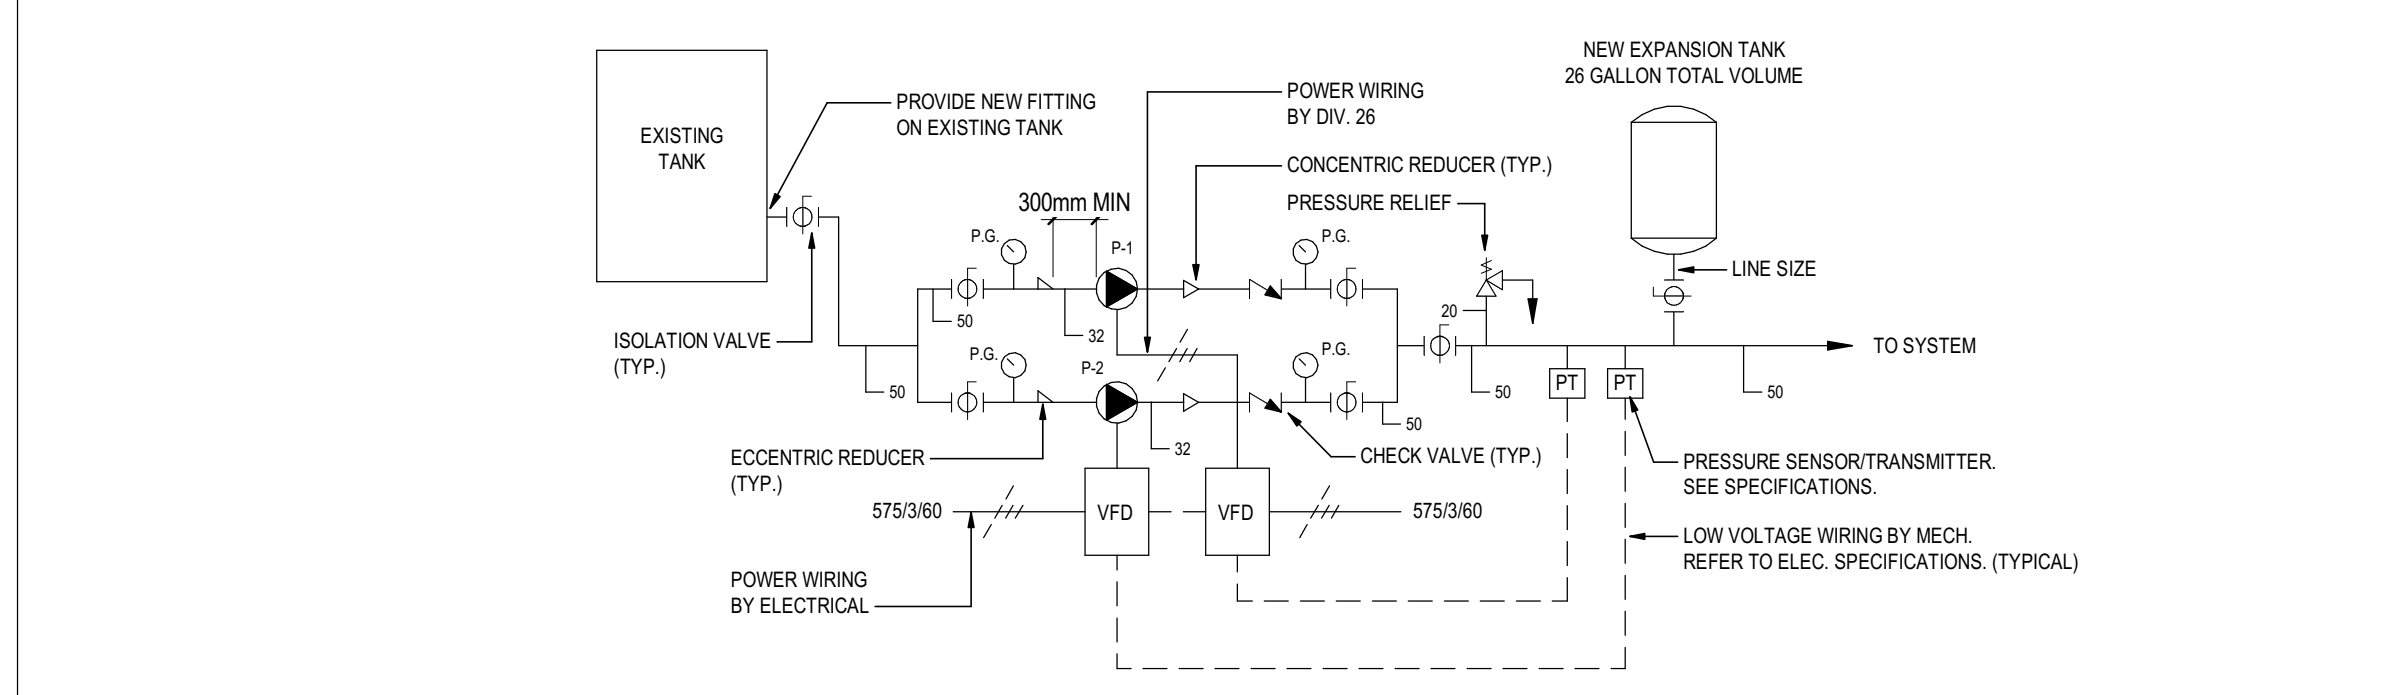 NEW EXPANSION TANK
26 GALLON TOTAL VOLUME
EXISTING
TANK
PROVIDE NEW FITTING
ON EXISTING TANK
POWER WIRING
BY DIV. 26
CONCENTRIC REDUCER (TYP.)
300mm MIN
PRESSURE RELIEF
P.G.
P-1
P.G.
LINE SIZE
50
32
20
ISOLATION VALVE
(TYP.)
P.G.
P-2
P.G.
TO SYSTEM
50
PT
PT
50
50
50
32
ECCENTRIC REDUCER
(TYP.)
CHECK VALVE (TYP.)
PRESSURE SENSOR/TRANSMITTER.
SEE SPECIFICATIONS.
575/3/60
VFD
VFD
575/3/60
LOW VOLTAGE WIRING BY MECH.
REFER TO ELEC. SPECIFICATIONS. (TYPICAL)
POWER WIRING
BY ELECTRICAL